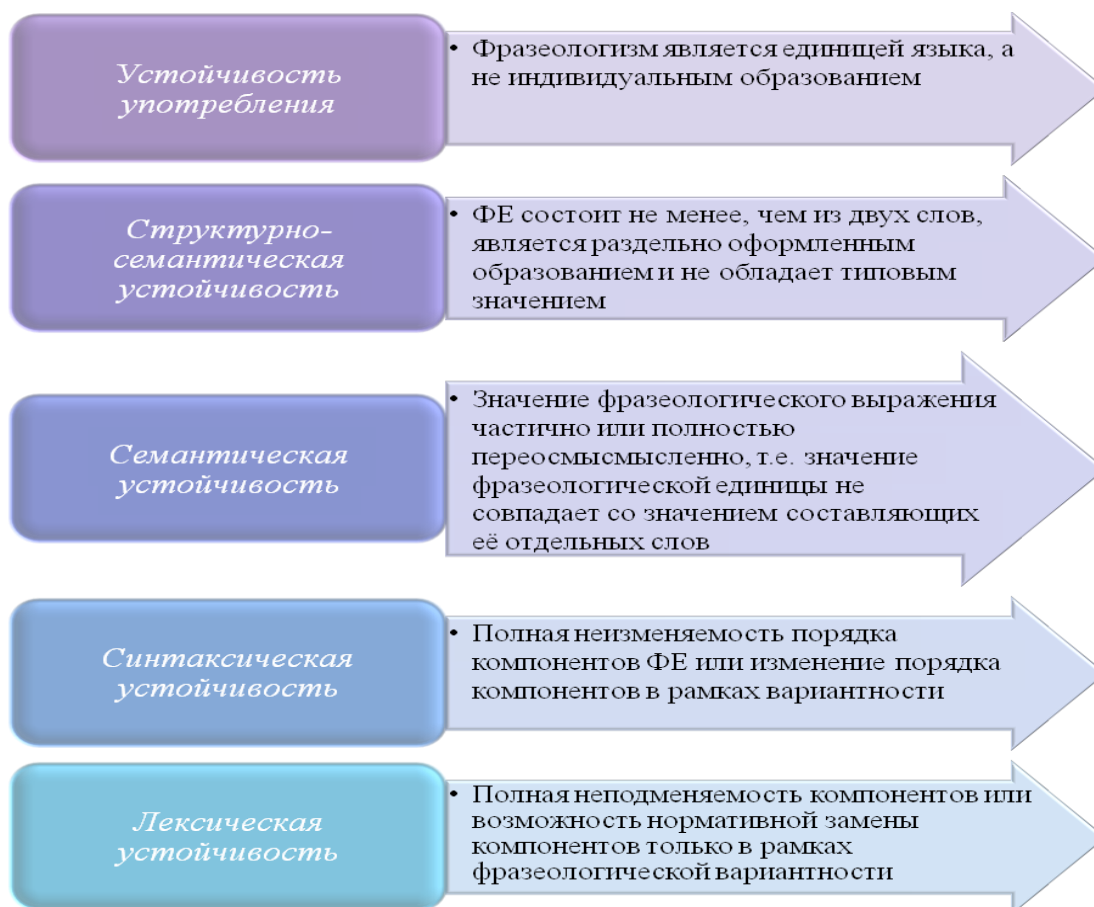 Устойчивость
употребления
• Фразеологизм является единицей языка, а
не индивидуальным образованием
Структурно-
семантическая
устойчивость
• ФЕ состоит не менее, чем из двух слов,
является раздельно оформленным
образованием и не обладает типовым
значением
Семантическая
устойчивость
• Значение фразеологического выражения
частично или полностью
переосмысмысленно, т.е. значение
фразеологической единицы не
совпадает со значением составляющих
её отдельных слов
Синтаксическая
устойчивость
• Полная неизменяемость порядка
компонентов ФЕ или изменение порядка
компонентов в рамках вариантности
Лексическая
устойчивость
• Полная неподменяемость компонентов или
возможность нормативной замены
компонентов только в рамках
фразеологической вариантности